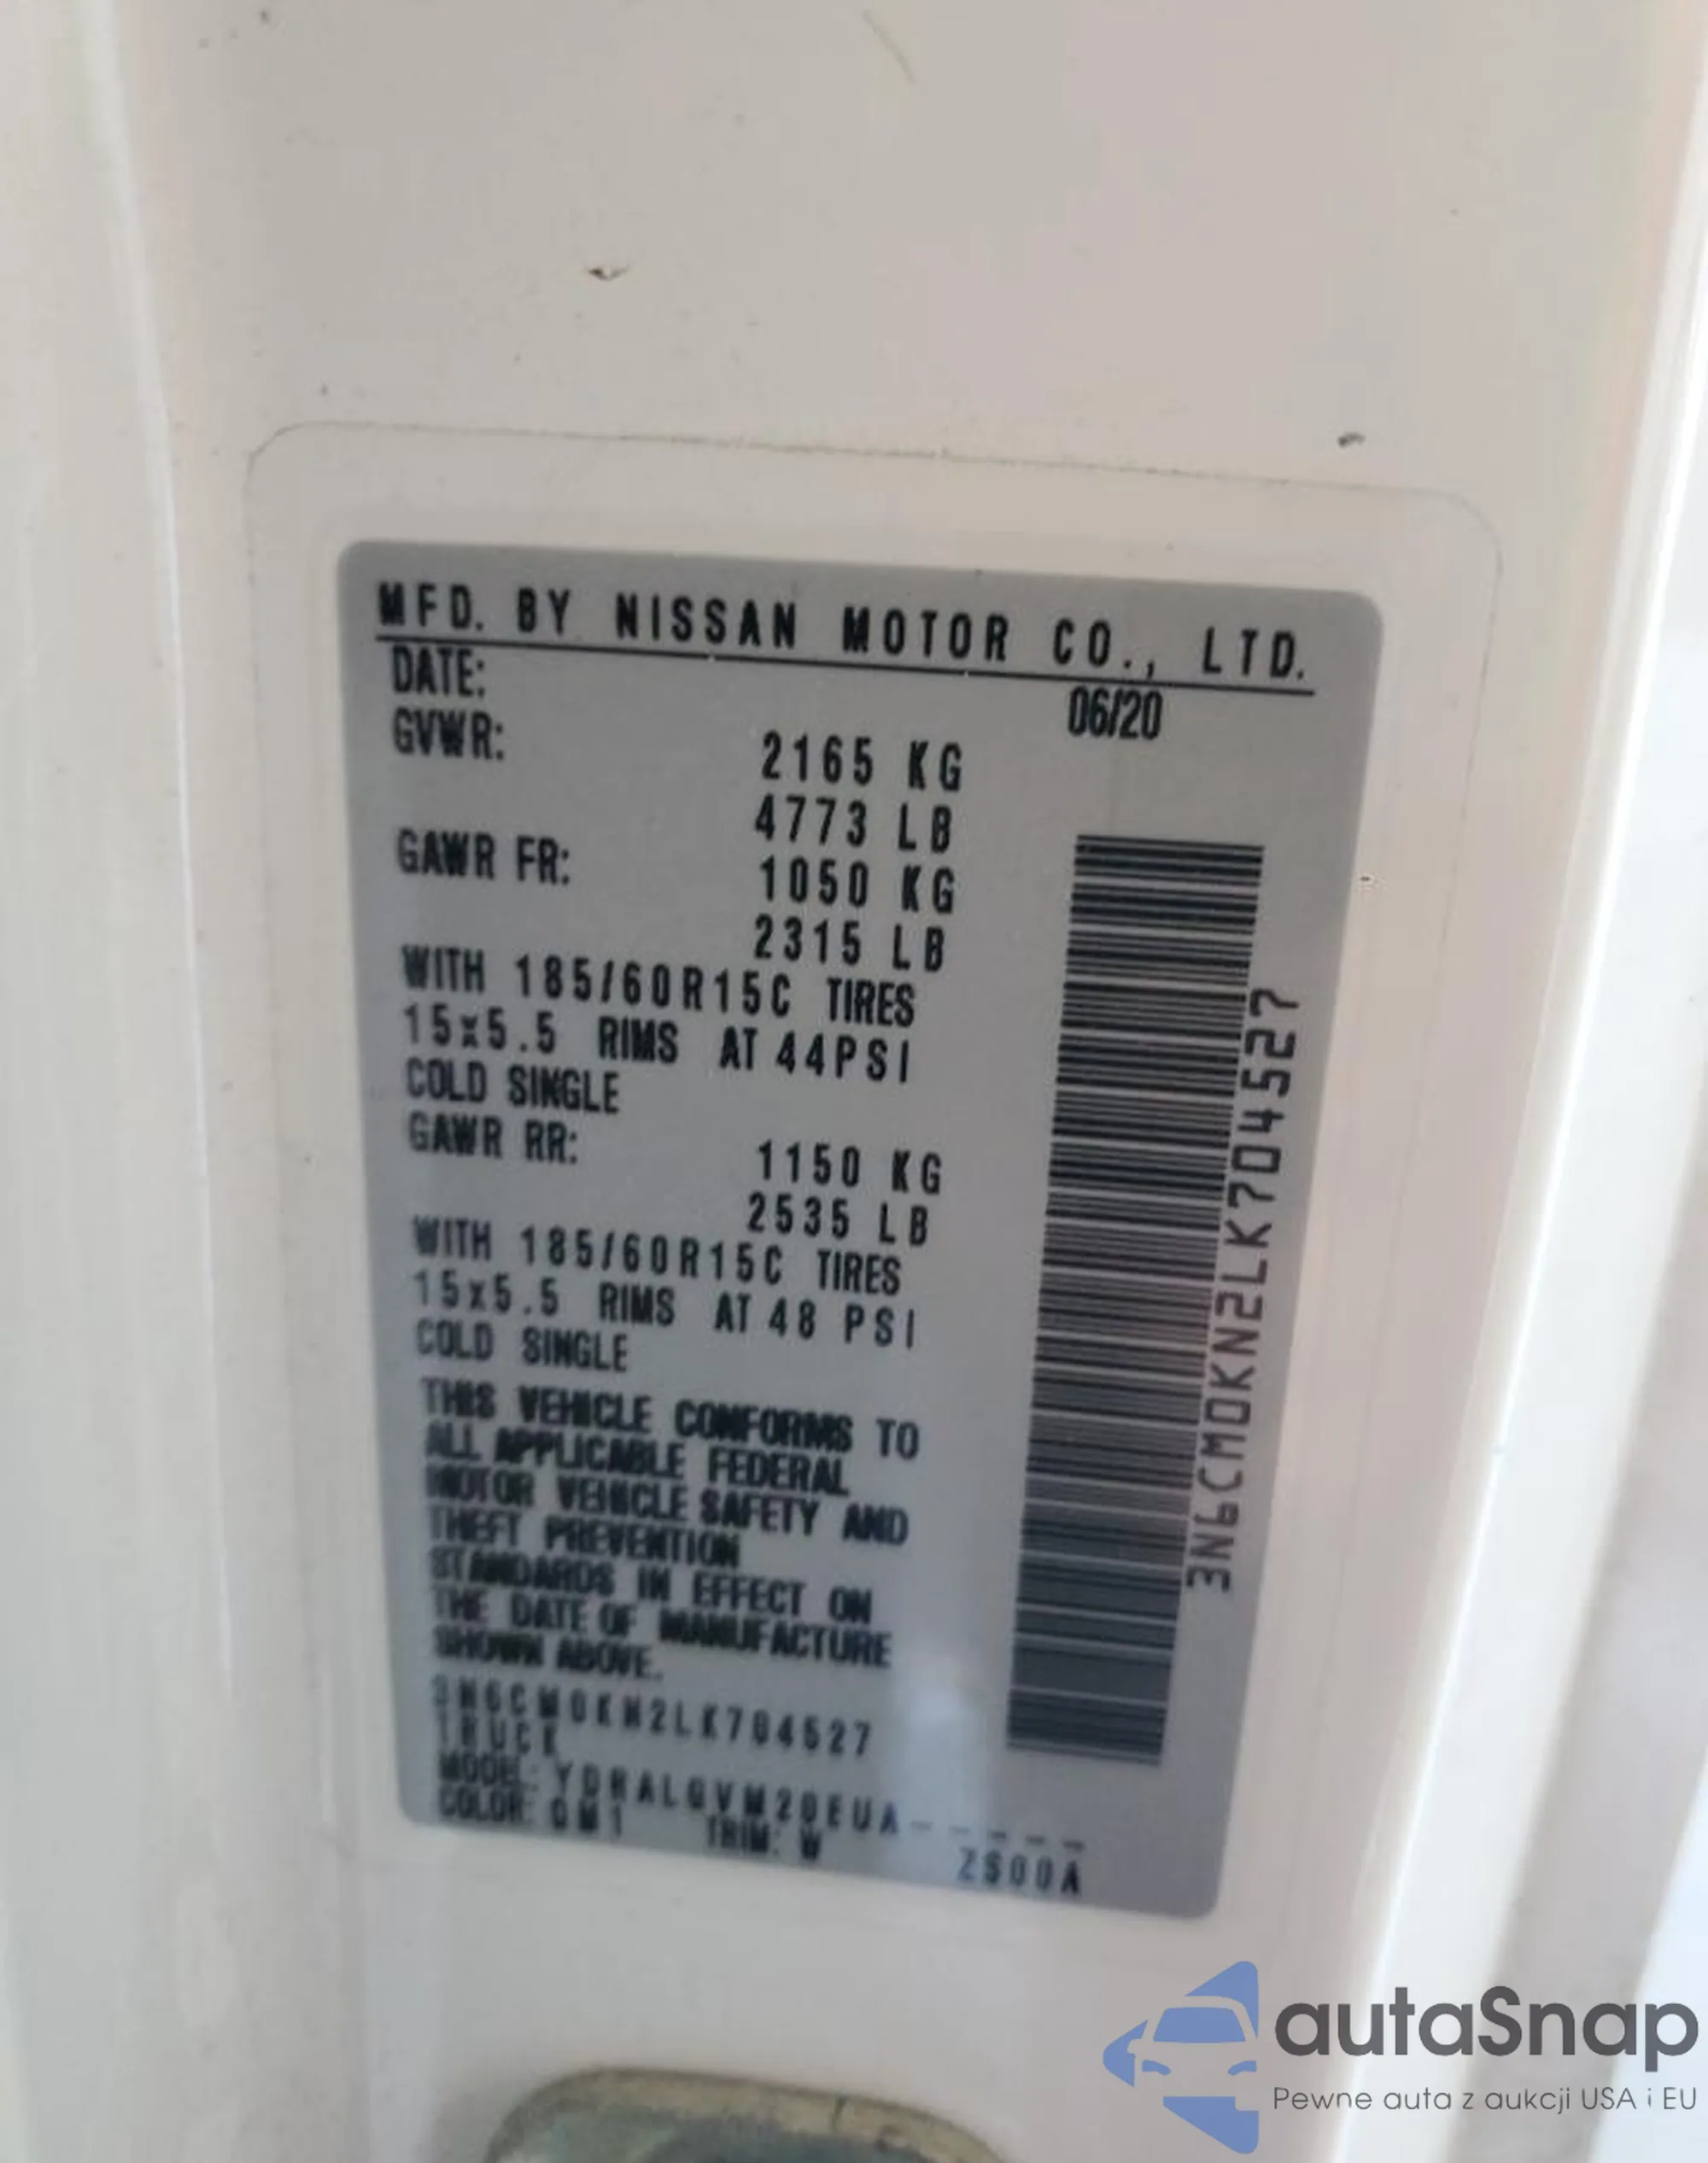 MFD. BY NISSAN MOTOR CO., LTD.
DATE: 06/20
GVWR: 2165 KG
4773 LB
GAWR FR: 1050 KG
2315 LB
WITH 185/60R15C TIRES
15x5.5 RIMS AT 44PSI
COLD SINGLE
GAWR RR: 1150 KG
2535 LB
WITH 185/60R15C TIRES
15x5.5 RIMS AT 48 PSI
COLD SINGLE
THIS VEHICLE CONFORMS TO
ALL APPLICABLE FEDERAL
MOTOR VEHICLE SAFETY AND
THEFT PREVENTION
STANDARDS IN EFFECT ON
THE DATE OF MANUFACTURE
SHOWN ABOVE.
3N6CM0KN2LK704527
TRUCK
MODEL:
COLOR: QM1 TRIM: W ZS00A
3N6CM0KN2LK704527
autaSnap
Pewne auta z aukcji USA i EU